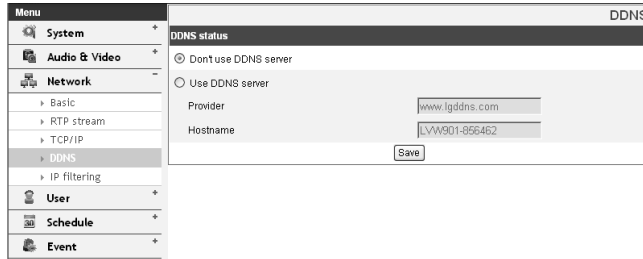 Menu
System
Audio & Video
Network
Basic
RTP stream
TCP/IP
DDNS
IP filtering
User
Schedule
Event
DDNS
DDNS status
Don't use DDNS server
Use DDNS server
Provider www.lgddns.com
Hostname LVW901-856462
Save